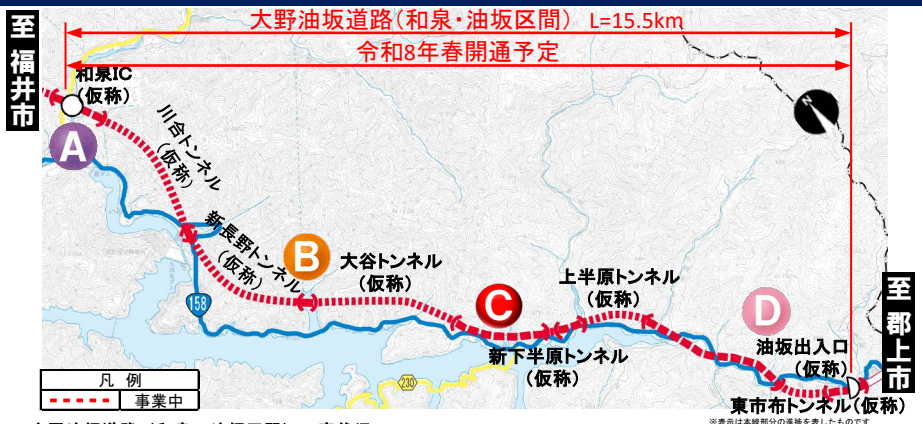 大野油坂道路(和泉・油坂区間) L=15.5km
令和8年春開通予定
至 福井市
和泉IC
(仮称)
A
川合トンネル
(仮称)
新長野トンネル
(仮称)
B
大谷トンネル
(仮称)
C
上半原トンネル
(仮称)
D
至 郡上市
158
新下半原トンネル
(仮称)
油坂出入口
(仮称)
230
東市布トンネル(仮称)
凡 例
事業中
※表示は本線部分の進捗を表したものです
N